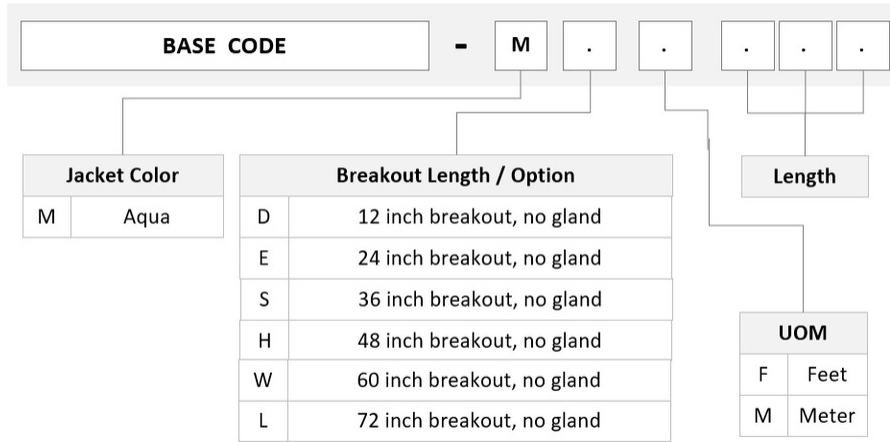 BASE CODE - M . . . . .
Jacket Color
M Aqua
Breakout Length / Option
D 12 inch breakout, no gland
E 24 inch breakout, no gland
S 36 inch breakout, no gland
H 48 inch breakout, no gland
W 60 inch breakout, no gland
L 72 inch breakout, no gland
Length
UOM
F Feet
M Meter